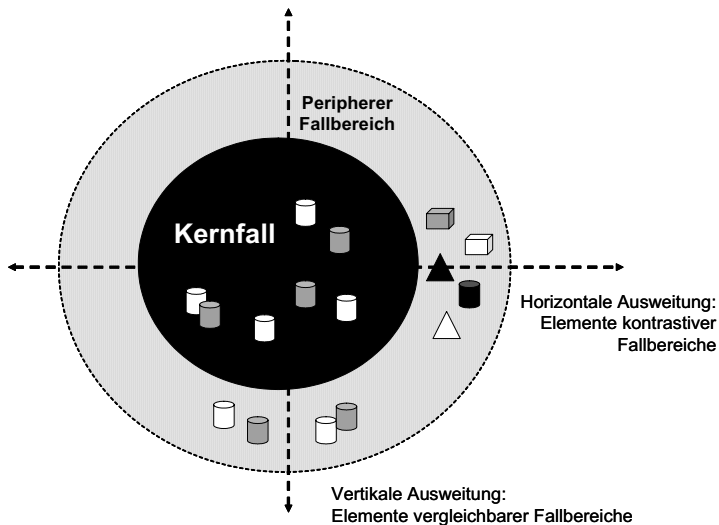 Peripherer
Fallbereich
Kernfall
Horizontale Ausweitung:
Elemente kontrastiver
Fallbereiche
Vertikale Ausweitung:
Elemente vergleichbarer Fallbereiche